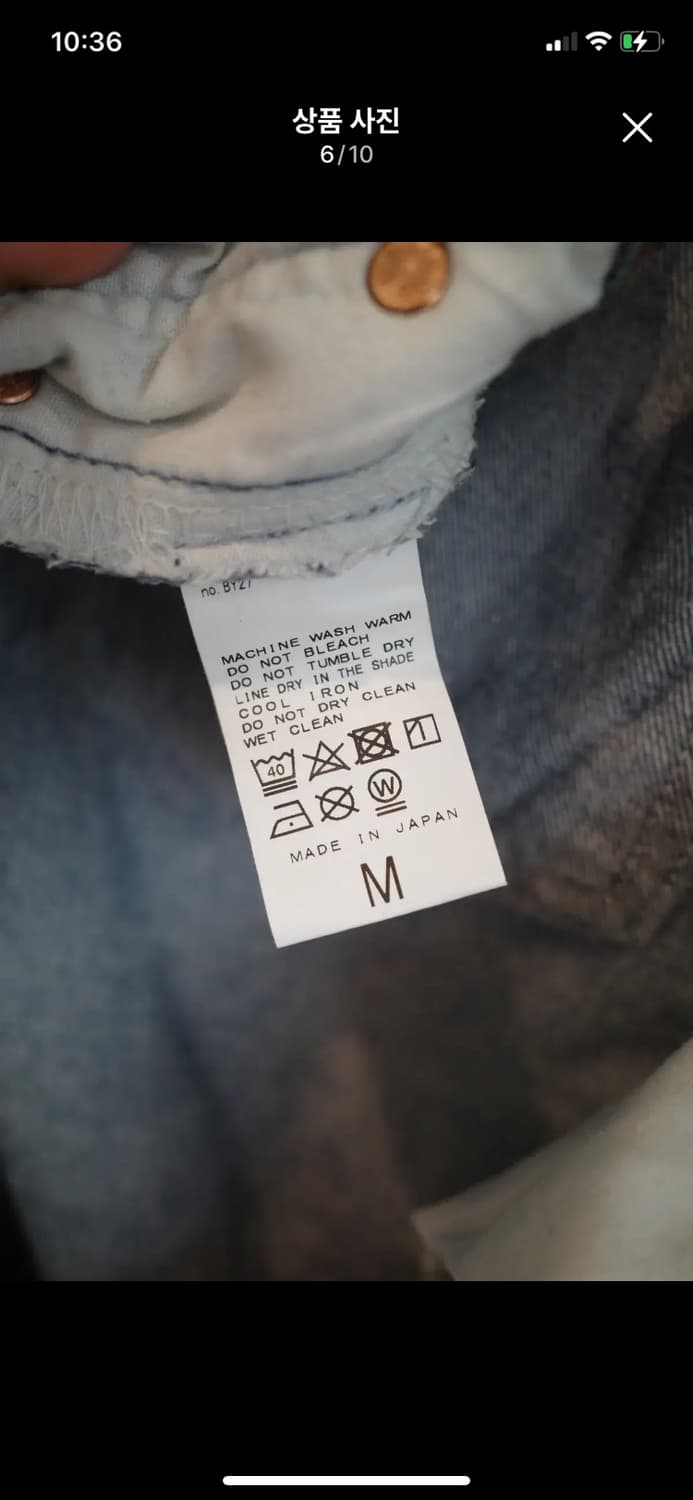 10:36
상품 사진
6/10
no. BY27
MACHINE WASH WARM
DO NOT BLEACH
DO NOT TUMBLE DRY
LINE DRY IN THE SHADE
COOL IRON
DO NOT DRY CLEAN
WET CLEAN
40
W
MADE IN JAPAN
M